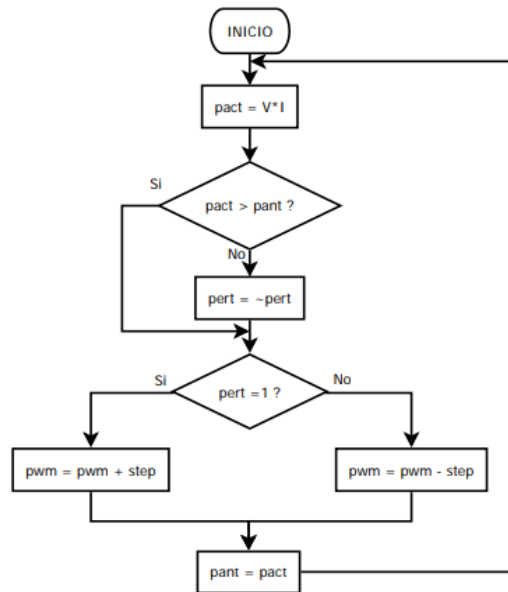 INICIO
pact = V*I
Si
pact > pant ?
No
pert = ~pert
Si
pert =1 ?
No
pwm = pwm + step
pwm = pwm - step
pant = pact